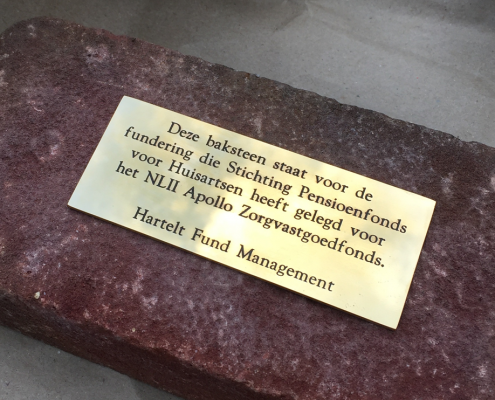 Deze baksteen staat voor de
fundering die Stichting Pensioenfonds
voor Huisartsen heeft gelegd voor
het NLII Apollo Zorgvastgoedfonds.
Hartelt Fund Management